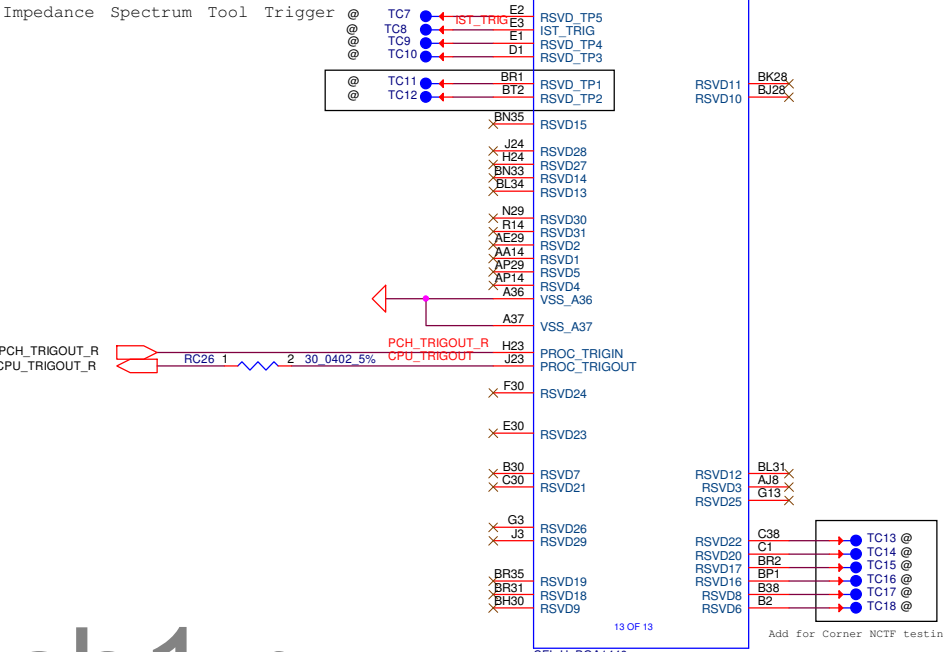 Impedance Spectrum Tool Trigger @ TC7 E2 RSVD_TP5
@ TC8 IST_TRIG E3 IST_TRIG
@ TC9 E1 RSVD_TP4
@ TC10 D1 RSVD_TP3
@ TC11 BR1 RSVD_TP1 RSVD11 BK28
@ TC12 BT2 RSVD_TP2 RSVD10 BJ28
BN35 RSVD15
J24 RSVD28
H24 RSVD27
BN33 RSVD14
BL34 RSVD13
N29 RSVD30
R14 RSVD31
AE29 RSVD2
AA14 RSVD1
AP29 RSVD5
AP14 RSVD4
A36 VSS_A36
A37 VSS_A37
PCH_TRIGOUT_R PCH_TRIGOUT_R H23 PROC_TRIGIN
CPU_TRIGOUT_R RC26 1 2 30_0402_5% CPU_TRIGOUT J23 PROC_TRIGOUT
F30 RSVD24
E30 RSVD23
B30 RSVD7 RSVD12 BL31
C30 RSVD21 RSVD3 AJ8
RSVD25 G13
G3 RSVD26 RSVD22 C38 TC13 @
J3 RSVD29 RSVD20 C1 TC14 @
RSVD17 BR2 TC15 @
BR35 RSVD19 RSVD16 BP1 TC16 @
BR31 RSVD18 RSVD8 B38 TC17 @
BH30 RSVD9 RSVD6 B2 TC18 @
13 OF 13
Add for Corner NCTF testin